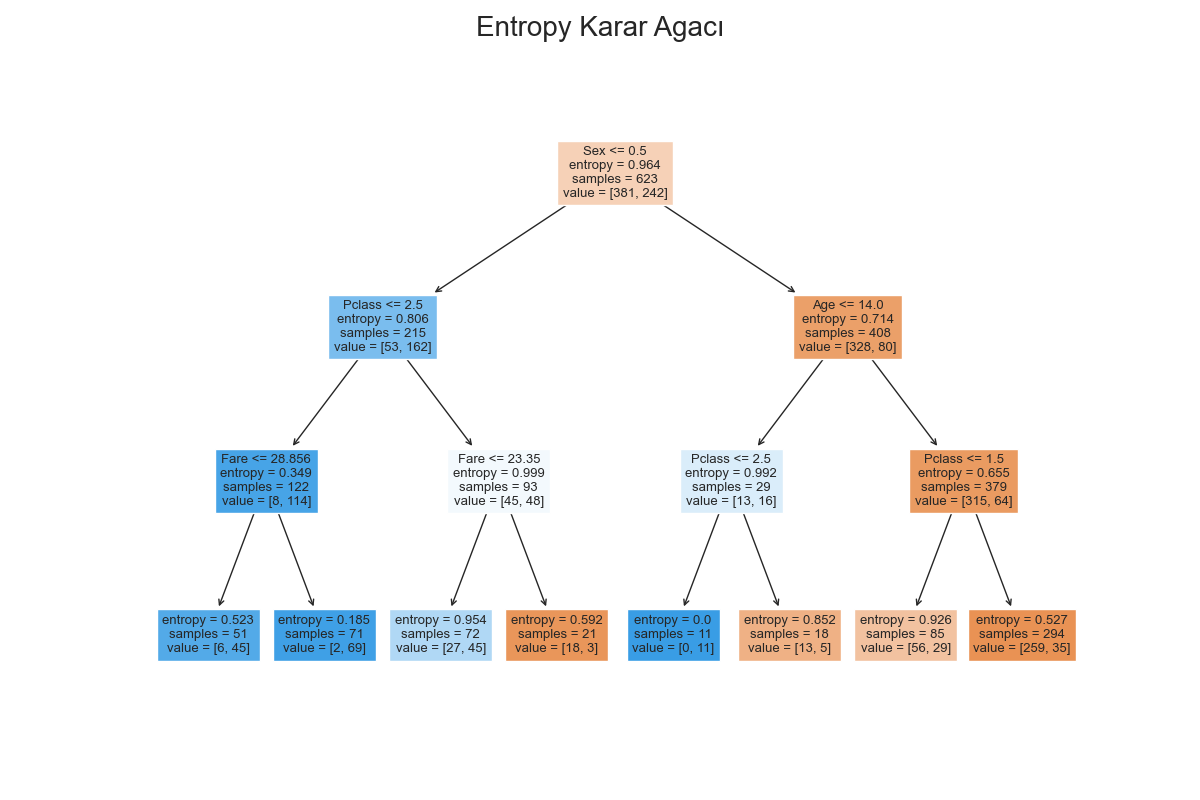 Entropy Karar Agacı
Sex <= 0.5
entropy = 0.964
samples = 623
value = [381, 242]
Pclass <= 2.5
entropy = 0.806
samples = 215
value = [53, 162]
Age <= 14.0
entropy = 0.714
samples = 408
value = [328, 80]
Fare <= 28.856
entropy = 0.349
samples = 122
value = [8, 114]
Fare <= 23.35
entropy = 0.999
samples = 93
value = [45, 48]
Pclass <= 2.5
entropy = 0.992
samples = 29
value = [13, 16]
Pclass <= 1.5
entropy = 0.655
samples = 379
value = [315, 64]
entropy = 0.523
samples = 51
value = [6, 45]
entropy = 0.185
samples = 71
value = [2, 69]
entropy = 0.954
samples = 72
value = [27, 45]
entropy = 0.592
samples = 21
value = [18, 3]
entropy = 0.0
samples = 11
value = [0, 11]
entropy = 0.852
samples = 18
value = [13, 5]
entropy = 0.926
samples = 85
value = [56, 29]
entropy = 0.527
samples = 294
value = [259, 35]